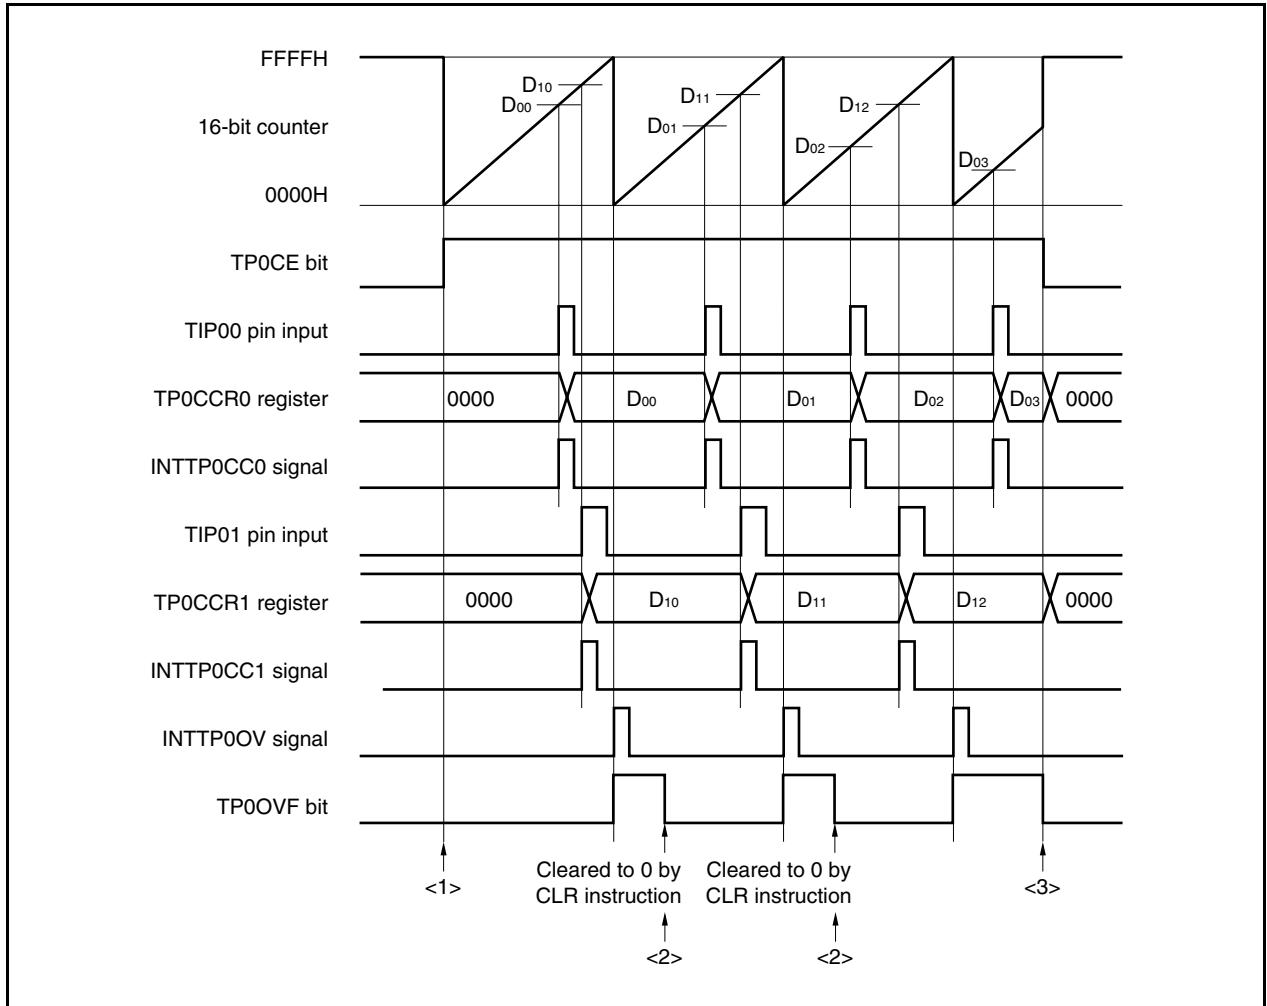 FFFFH
D10
D00
D11
D01
D12
D02
D03
16-bit counter
0000H
TP0CE bit
TIP00 pin input
TP0CCR0 register
0000 D00 D01 D02 D03 0000
INTTP0CC0 signal
TIP01 pin input
TP0CCR1 register
0000 D10 D11 D12 0000
INTTP0CC1 signal
INTTP0OV signal
TP0OVF bit
<1>
Cleared to 0 by
CLR instruction
<2>
Cleared to 0 by
CLR instruction
<2>
<3>